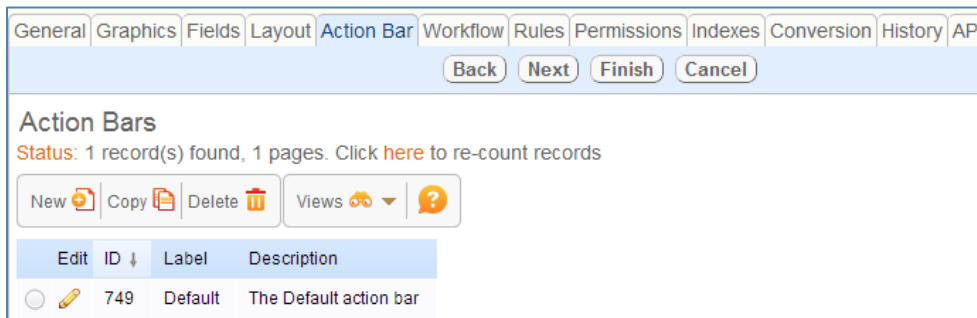 General Graphics Fields Layout Action Bar Workflow Rules Permissions Indexes Conversion History AP
Back Next Finish Cancel
Action Bars
Status: 1 record(s) found, 1 pages. Click here to re-count records
New Copy Delete Views ?
Edit ID ↓ Label Description
749 Default The Default action bar